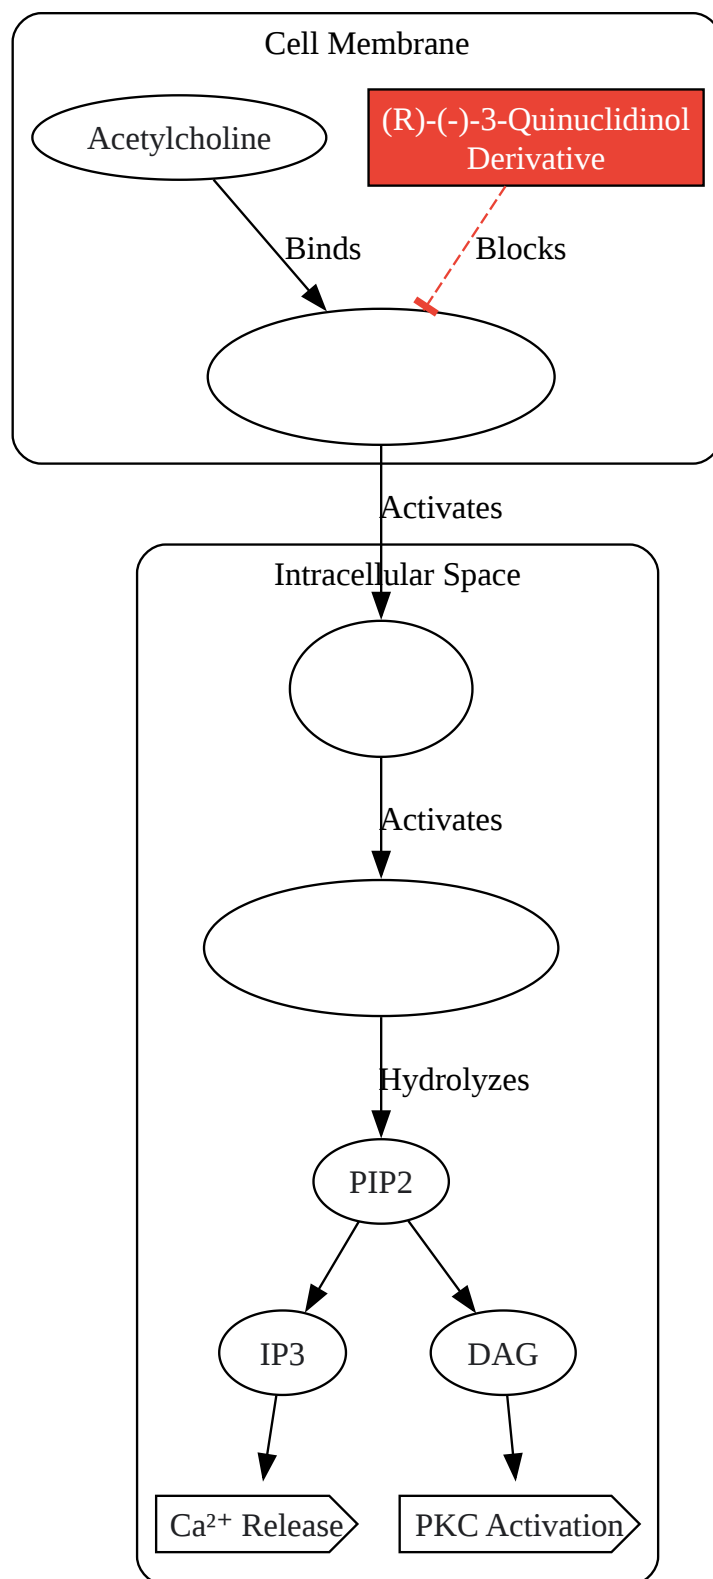 Cell Membrane
Acetylcholine
(R)-(-)-3-Quinuclidinol
Derivative
Binds
Blocks
Activates
Intracellular Space
Activates
Hydrolyzes
PIP2
IP3
DAG
Ca²⁺ Release
PKC Activation